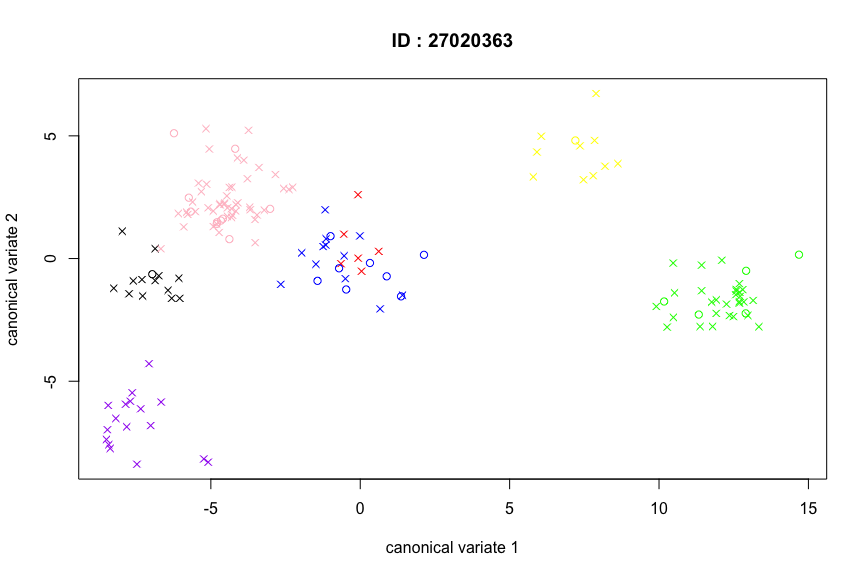 ID : 27020363
canonical variate 2
5
0
-5
-5 0 5 10 15
canonical variate 1